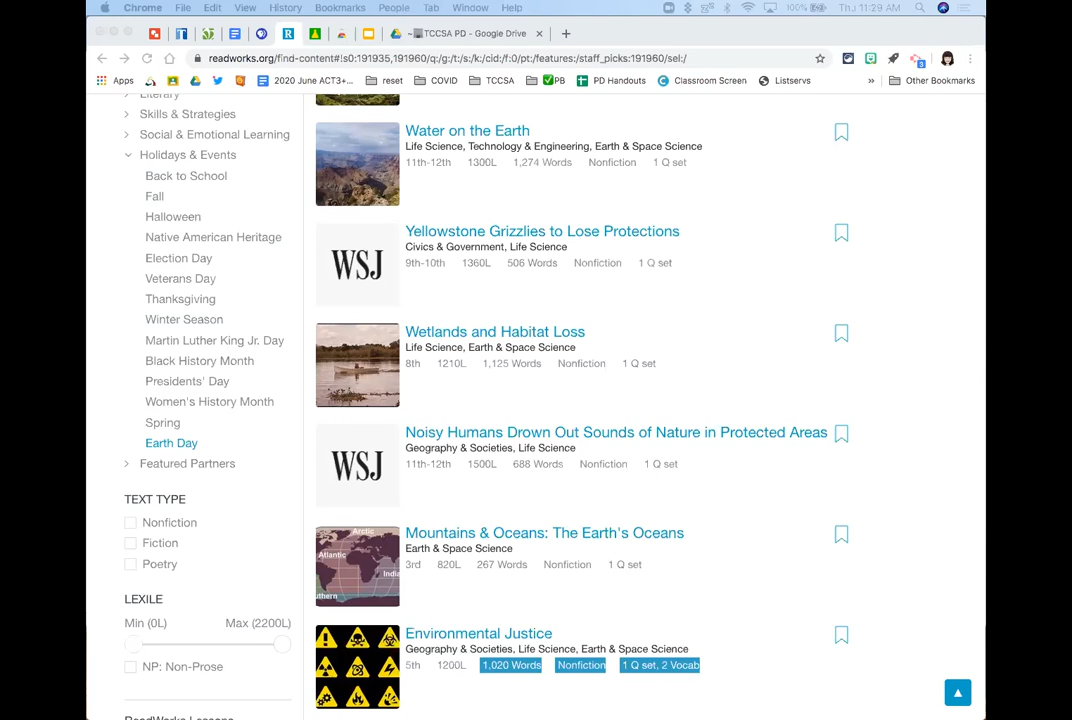 Chrome File Edit View History Bookmarks People Tab Window Help
100% Thu 11:29 AM
TCCSA PD - Google Drive
readworks.org/find-content#!s0:191935,191960/q:/g:/t:/s:/k:/cid:/f:0/pt:/features:/staff_picks:191960/sel:/
Apps 2020 June ACT3+... reset COVID TCCSA PB PD Handouts Classroom Screen Listservs » Other Bookmarks
Literary
Skills & Strategies
Social & Emotional Learning
Holidays & Events
Back to School
Fall
Halloween
Native American Heritage
Election Day
Veterans Day
Thanksgiving
Winter Season
Martin Luther King Jr. Day
Black History Month
Presidents' Day
Women's History Month
Spring
Earth Day
Featured Partners
TEXT TYPE
Nonfiction
Fiction
Poetry
LEXILE
Min (0L) Max (2200L)
NP: Non-Prose
ReadWorks Lessons
Water on the Earth
Life Science, Technology & Engineering, Earth & Space Science
11th-12th 1300L 1,274 Words Nonfiction 1 Q set
WSJ
Yellowstone Grizzlies to Lose Protections
Civics & Government, Life Science
9th-10th 1360L 506 Words Nonfiction 1 Q set
Wetlands and Habitat Loss
Life Science, Earth & Space Science
8th 1210L 1,125 Words Nonfiction 1 Q set
WSJ
Noisy Humans Drown Out Sounds of Nature in Protected Areas
Geography & Societies, Life Science
11th-12th 1500L 688 Words Nonfiction 1 Q set
Arctic
Atlantic
India
uthern
Mountains & Oceans: The Earth's Oceans
Earth & Space Science
3rd 820L 267 Words Nonfiction 1 Q set
Environmental Justice
Geography & Societies, Life Science, Earth & Space Science
5th 1200L 1,020 Words Nonfiction 1 Q set, 2 Vocab